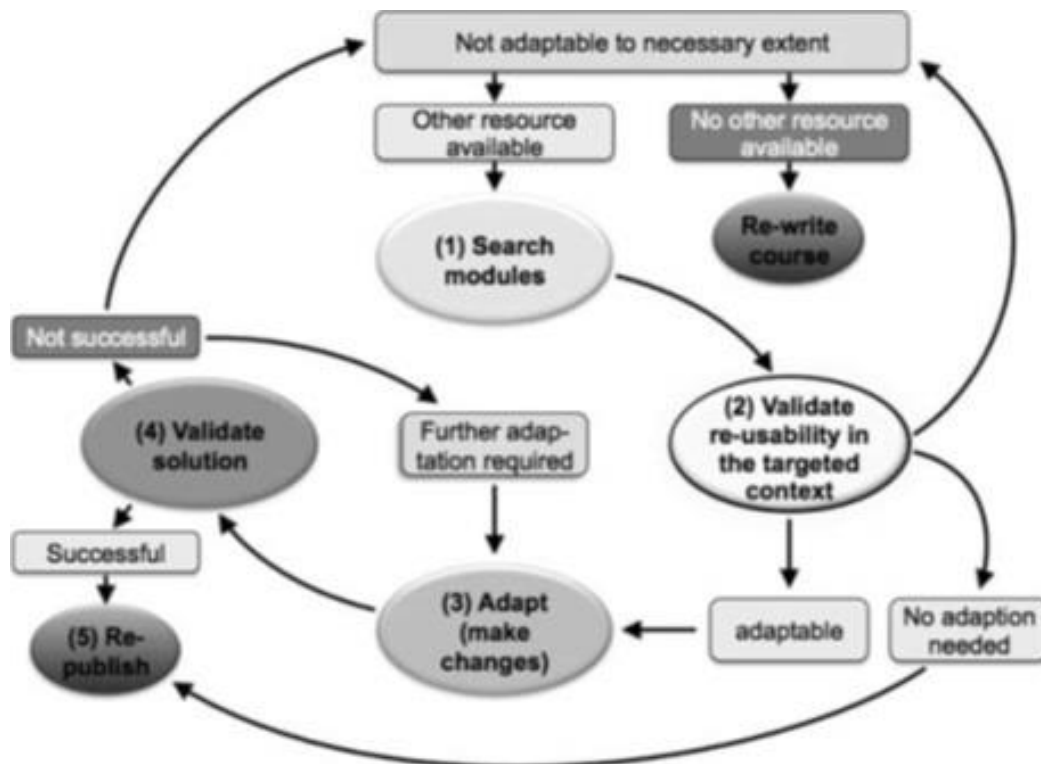 Not adaptable to necessary extent
Other resource
available
No other resource
available
(1) Search
modules
Re-write
course
Not successful
(4) Validate
solution
Further adap-
tation required
(2) Validate
re-usability in
the targeted
context
Successful
(5) Re-
publish
(3) Adapt
(make
changes)
adaptable
No adaption
needed